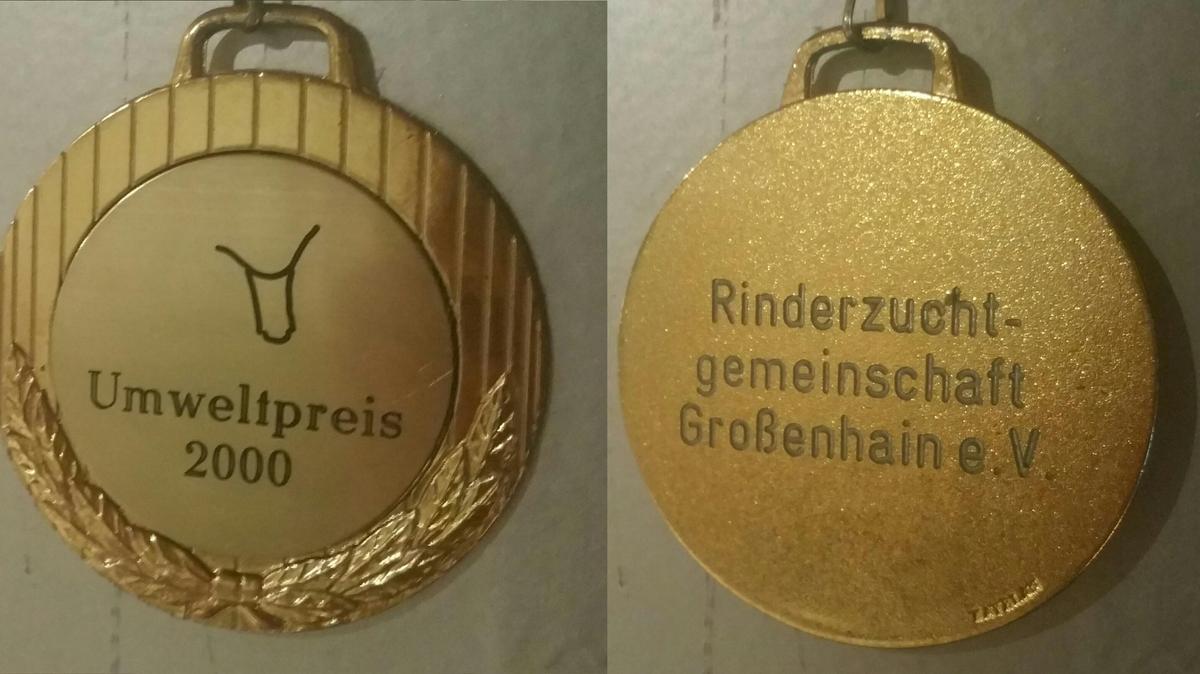 Umweltpreis
2000
Rinderzucht-
gemeinschaft
Großenhain e.V.